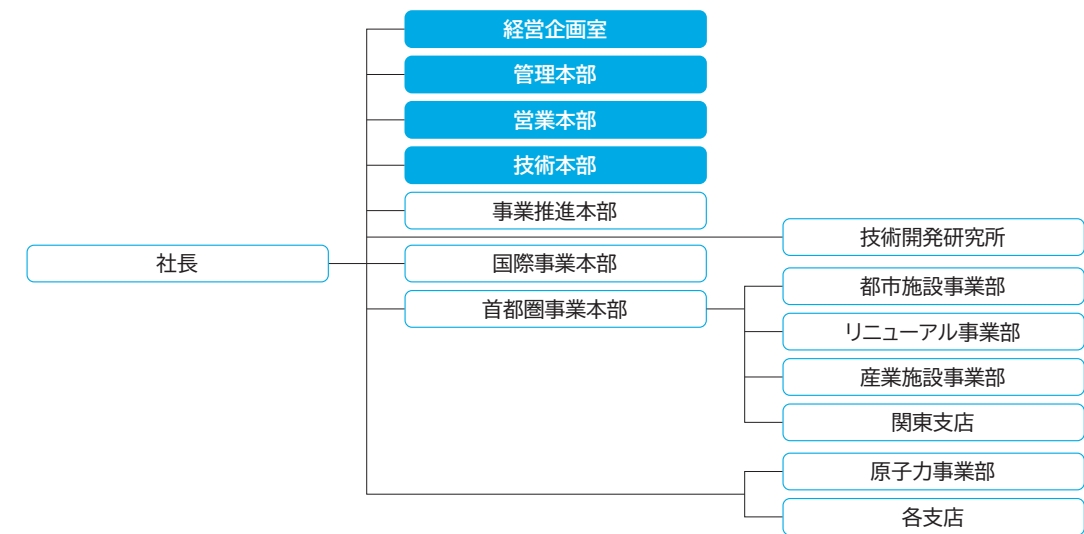 経営企画室
管理本部
営業本部
技術本部
事業推進本部
技術開発研究所
社長
国際事業本部
都市施設事業部
首都圏事業本部
リニューアル事業部
産業施設事業部
関東支店
原子力事業部
各支店